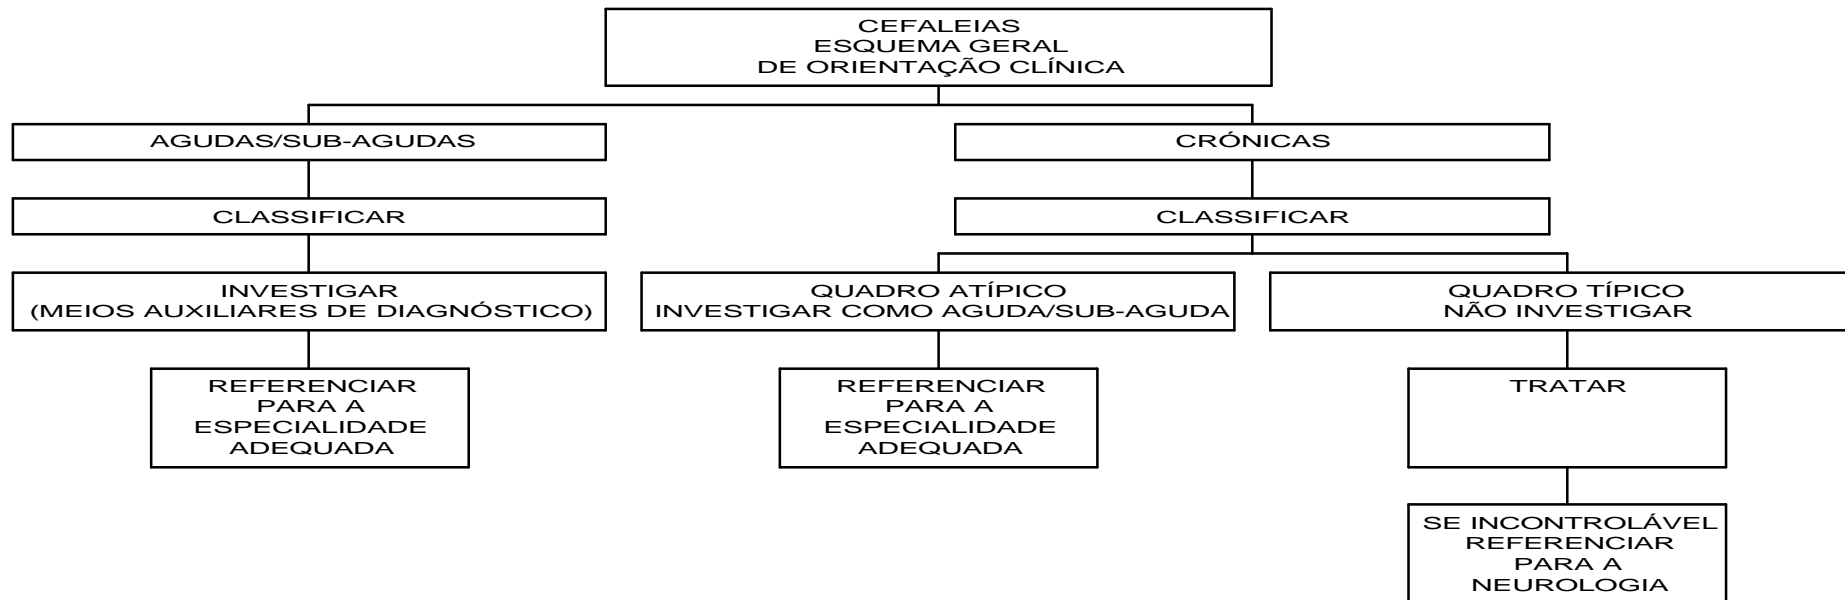 CEFALEIAS
ESQUEMA GERAL
DE ORIENTAÇÃO CLÍNICA
AGUDAS/SUB-AGUDAS
CRÓNICAS
CLASSIFICAR
CLASSIFICAR
INVESTIGAR
(MEIOS AUXILIARES DE DIAGNÓSTICO)
QUADRO ATÍPICO
INVESTIGAR COMO AGUDA/SUB-AGUDA
QUADRO TÍPICO
NÃO INVESTIGAR
REFERENCIAR
PARA A
ESPECIALIDADE
ADEQUADA
REFERENCIAR
PARA A
ESPECIALIDADE
ADEQUADA
TRATAR
SE INCONTROLÁVEL
REFERENCIAR
PARA A
NEUROLOGIA